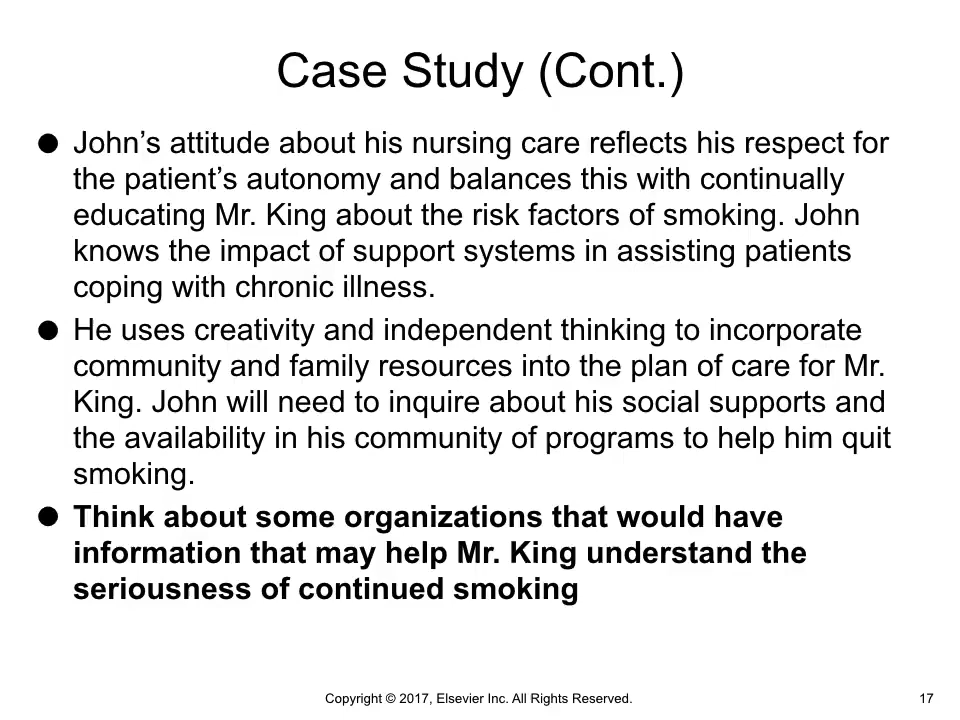 Case Study (Cont.)
● John’s attitude about his nursing care reflects his respect for
the patient’s autonomy and balances this with continually
educating Mr. King about the risk factors of smoking. John
knows the impact of support systems in assisting patients
coping with chronic illness.
● He uses creativity and independent thinking to incorporate
community and family resources into the plan of care for Mr.
King. John will need to inquire about his social supports and
the availability in his community of programs to help him quit
smoking.
● Think about some organizations that would have
information that may help Mr. King understand the
seriousness of continued smoking
Copyright © 2017, Elsevier Inc. All Rights Reserved. 17